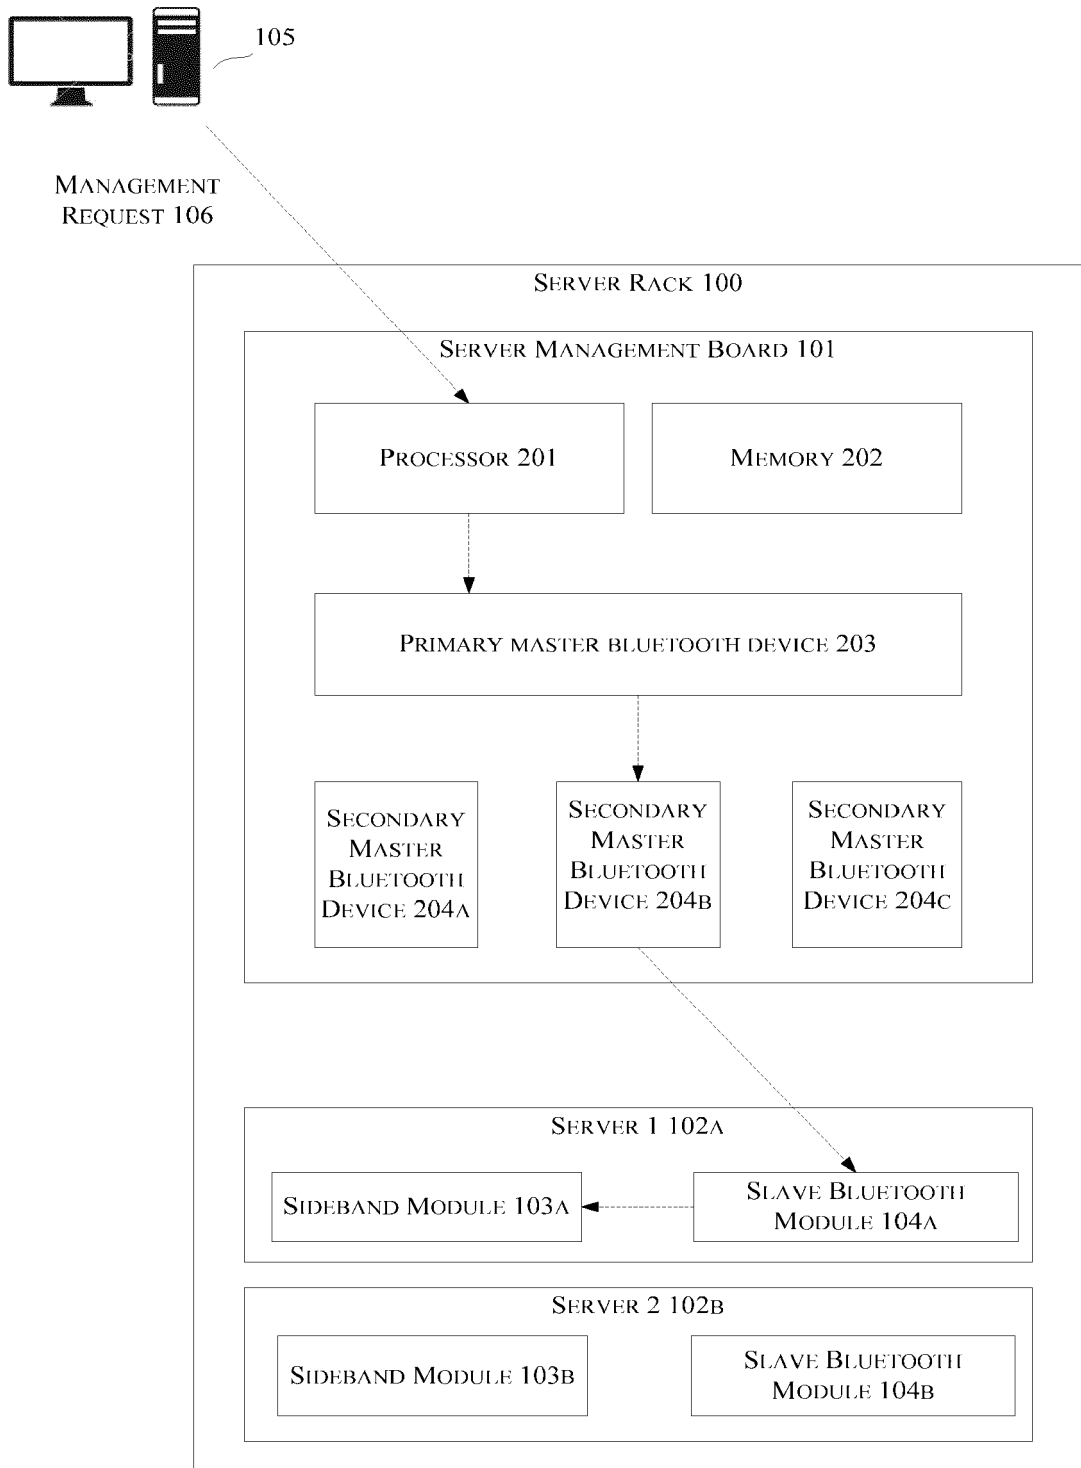 105
MANAGEMENT
REQUEST 106
SERVER RACK 100
SERVER MANAGEMENT BOARD 101
PROCESSOR 201
MEMORY 202
PRIMARY MASTER BLUETOOTH DEVICE 203
SECONDARY
MASTER
BLUETOOTH
DEVICE 204A
SECONDARY
MASTER
BLUETOOTH
DEVICE 204B
SECONDARY
MASTER
BLUETOOTH
DEVICE 204C
SERVER 1 102A
SIDEBAND MODULE 103A
SLAVE BLUETOOTH
MODULE 104A
SERVER 2 102B
SIDEBAND MODULE 103B
SLAVE BLUETOOTH
MODULE 104B